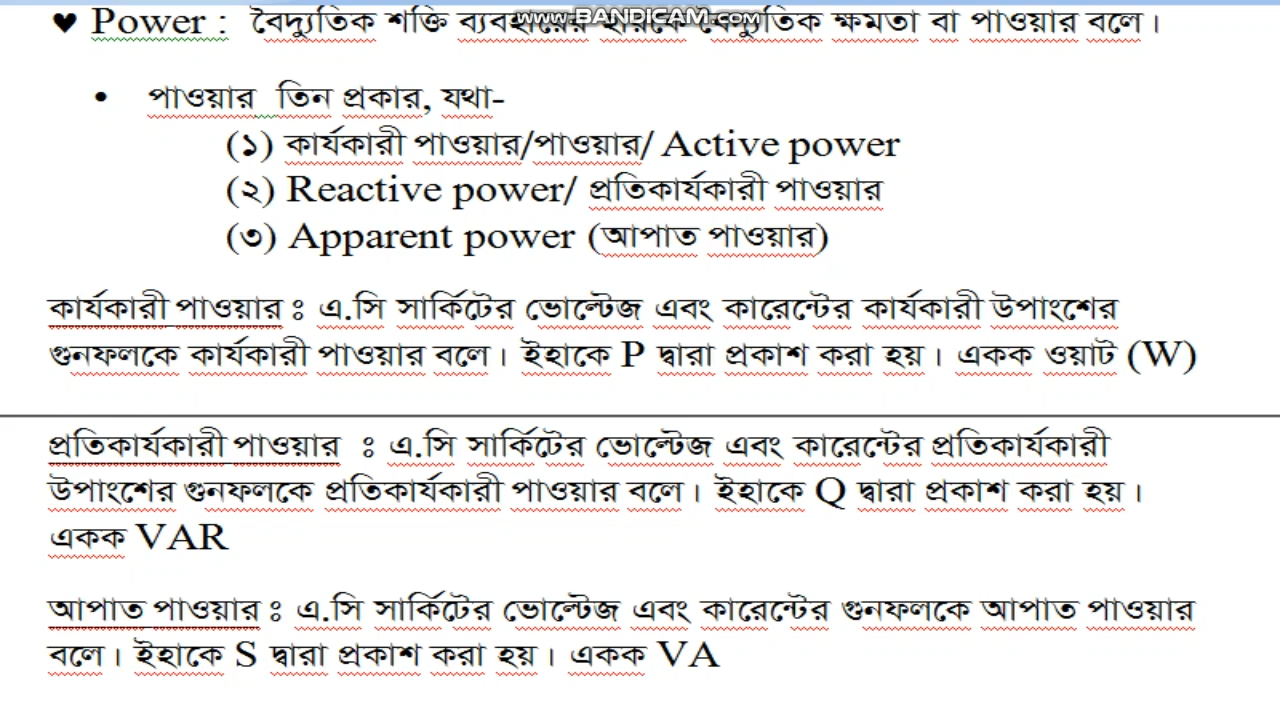 www.BANDICAM.com
♥ Power : বৈদ্যুতিক শক্তি ব্যবহারের হারকে বৈদ্যুতিক ক্ষমতা বা পাওয়ার বলে।
• পাওয়ার তিন প্রকার, যথা-
(১) কার্যকারী পাওয়ার/পাওয়ার/ Active power
(২) Reactive power/ প্রতিকার্যকারী পাওয়ার
(৩) Apparent power (আপাত পাওয়ার)
কার্যকারী পাওয়ার ঃ এ.সি সার্কিটের ভোল্টেজ এবং কারেন্টের কার্যকারী উপাংশের
গুনফলকে কার্যকারী পাওয়ার বলে। ইহাকে P দ্বারা প্রকাশ করা হয়। একক ওয়াট (W)
প্রতিকার্যকারী পাওয়ার ঃ এ.সি সার্কিটের ভোল্টেজ এবং কারেন্টের প্রতিকার্যকারী
উপাংশের গুনফলকে প্রতিকার্যকারী পাওয়ার বলে। ইহাকে Q দ্বারা প্রকাশ করা হয়।
একক VAR
আপাত পাওয়ার ঃ এ.সি সার্কিটের ভোল্টেজ এবং কারেন্টের গুনফলকে আপাত পাওয়ার
বলে। ইহাকে S দ্বারা প্রকাশ করা হয়। একক VA